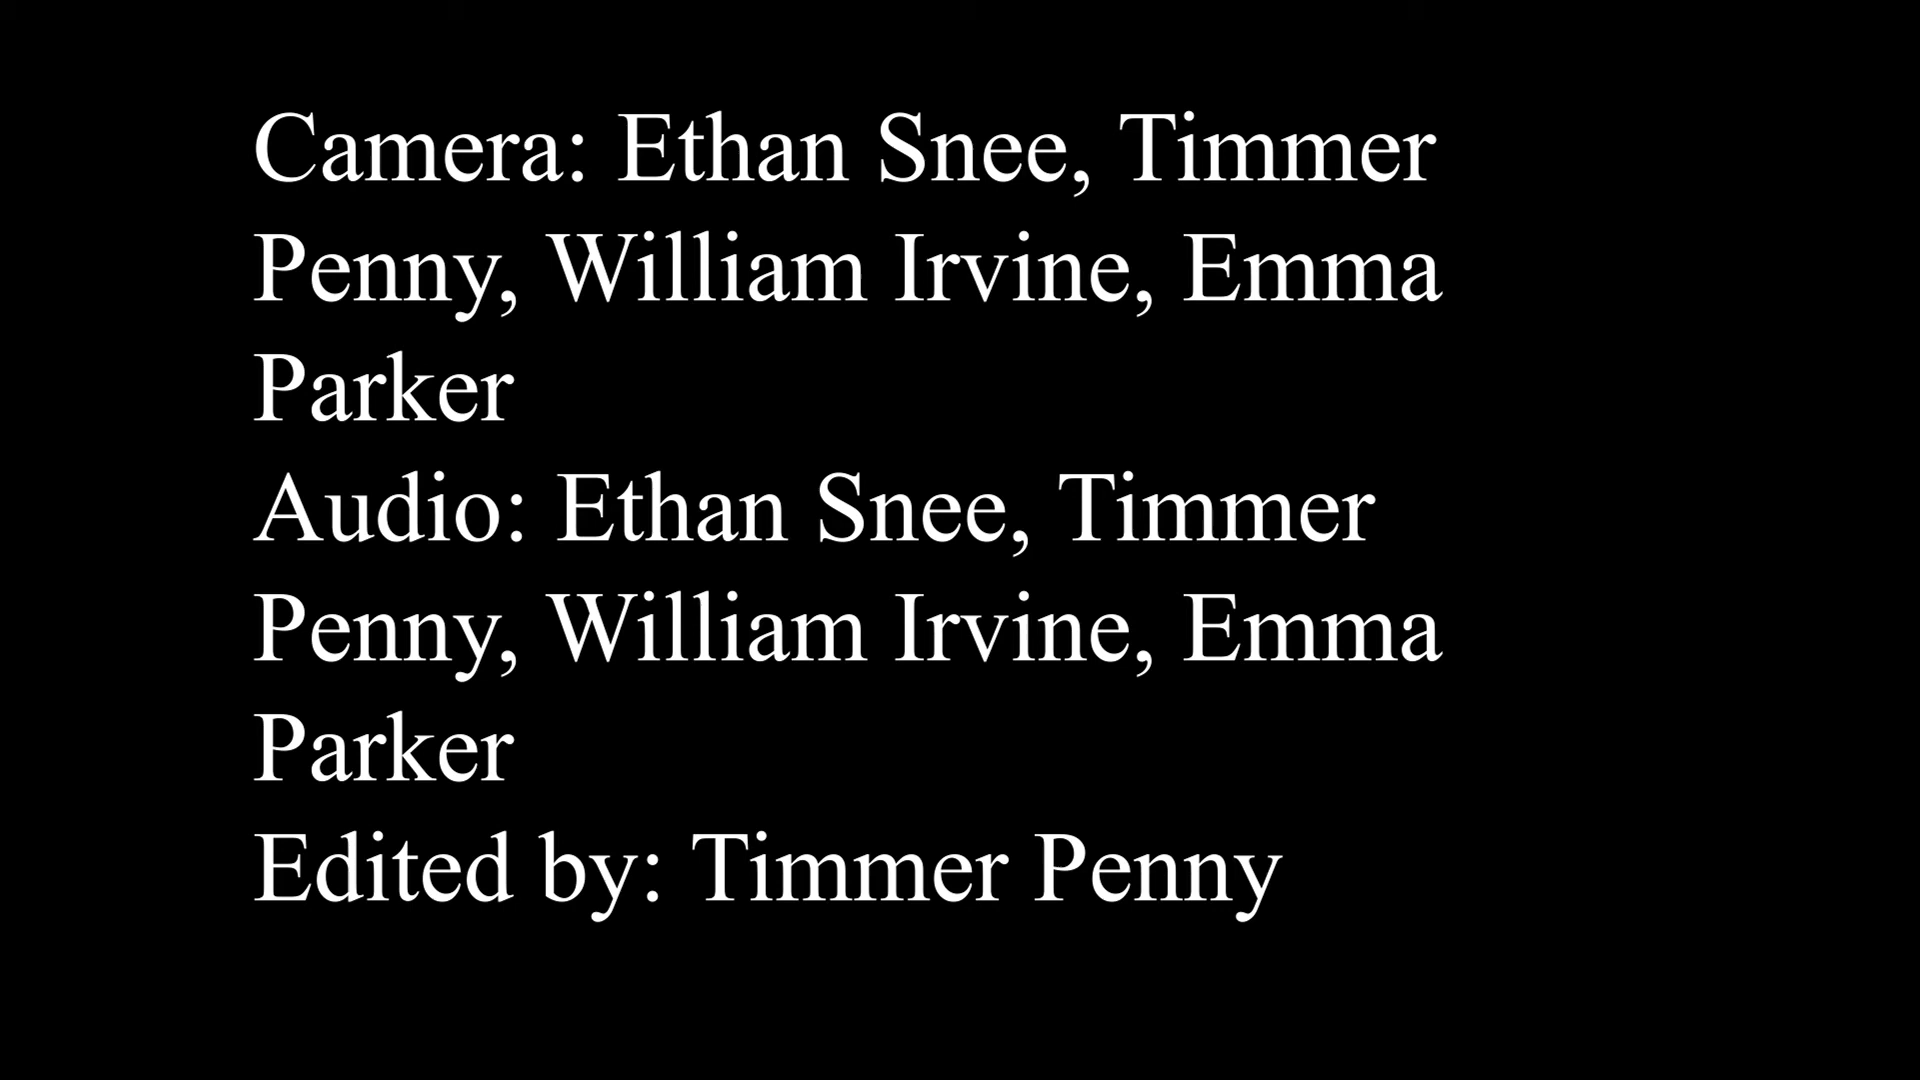 Camera: Ethan Snee, Timmer
Penny, William Irvine, Emma
Parker
Audio: Ethan Snee, Timmer
Penny, William Irvine, Emma
Parker
Edited by: Timmer Penny